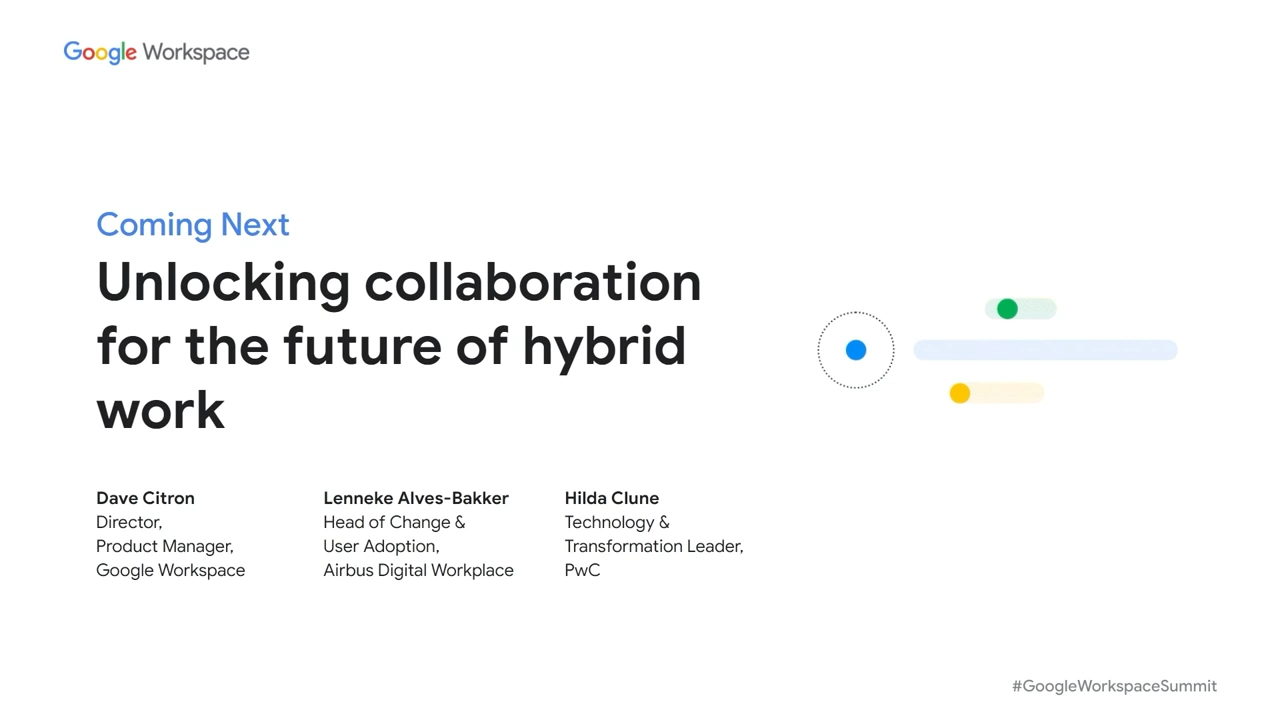 Google Workspace
Coming Next
Unlocking collaboration
for the future of hybrid
work
Dave Citron
Director,
Product Manager,
Google Workspace
Lenneke Alves-Bakker
Head of Change &
User Adoption,
Airbus Digital Workplace
Hilda Clune
Technology &
Transformation Leader,
PwC
#GoogleWorkspaceSummit